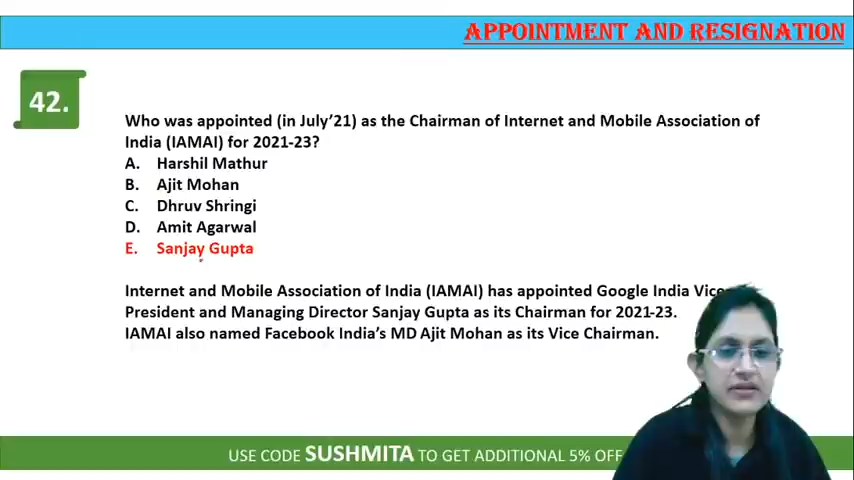 APPOINTMENT AND RESIGNATION
42.
Who was appointed (in July'21) as the Chairman of Internet and Mobile Association of
India (IAMAI) for 2021-23?
A. Harshil Mathur
B. Ajit Mohan
C. Dhruv Shringi
D. Amit Agarwal
E. Sanjay Gupta
Internet and Mobile Association of India (IAMAI) has appointed Google India Vice
President and Managing Director Sanjay Gupta as its Chairman for 2021-23.
IAMAI also named Facebook India's MD Ajit Mohan as its Vice Chairman.
USE CODE SUSHMITA TO GET ADDITIONAL 5% OFF